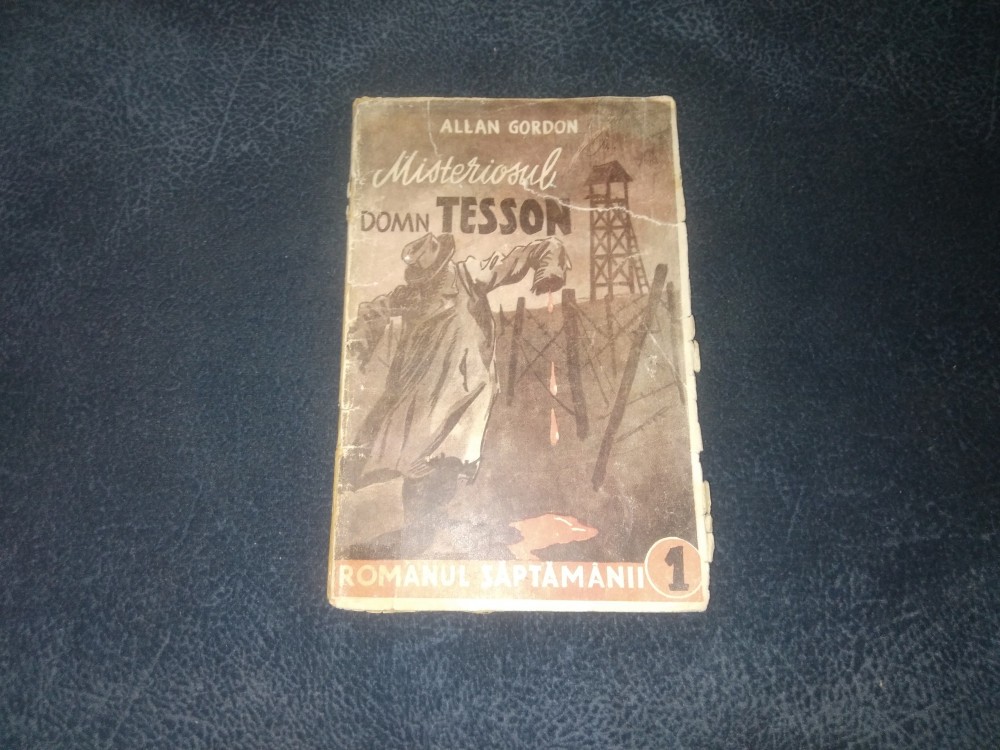 ALLAN GORDON
Misteriosul
DOMN TESSON
ROMANUL SĂPTĂMÂNII 1